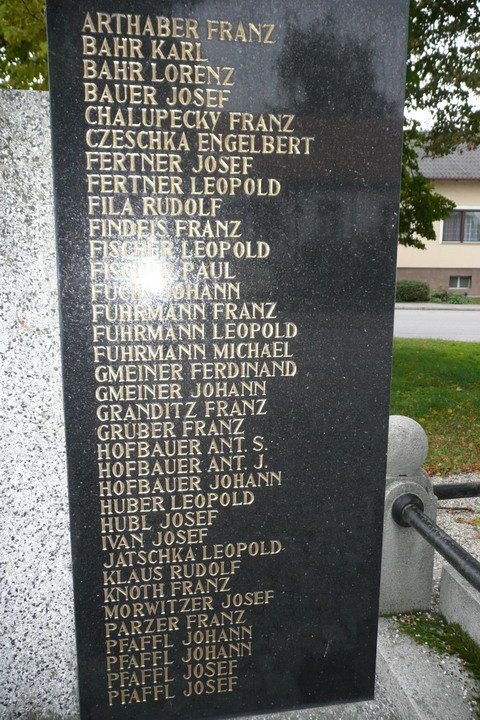 ARTHABER FRANZ
BAHR KARL
BAHR LORENZ
BAUER JOSEF
CHALUPECKY FRANZ
CZESCHKA ENGELBERT
FERTNER JOSEF
FERTNER LEOPOLD
FILA RUDOLF
FINDEIS FRANZ
FISCHER LEOPOLD
FISCHER PAUL
JOHANN
FUHRMANN FRANZ
FUHRMANN LEOPOLD
FUHRMANN MICHAEL
GMEINER FERDINAND
GMEINER JOHANN
GRANDITZ FRANZ
GRUBER FRANZ
HOFBAUER ANT. S.
HOFBAUER ANT. J.
HOFBAUER JOHANN
HUBER LEOPOLD
HUBL JOSEF
IVAN JOSEF
JATSCHKA LEOPOLD
KLAUS RUDOLF
KNOTH FRANZ
MORWITZER JOSEF
PARZER FRANZ
PFAFFL JOHANN
PFAFFL JOHANN
PFAFFL JOSEF
PFAFFL JOSEF